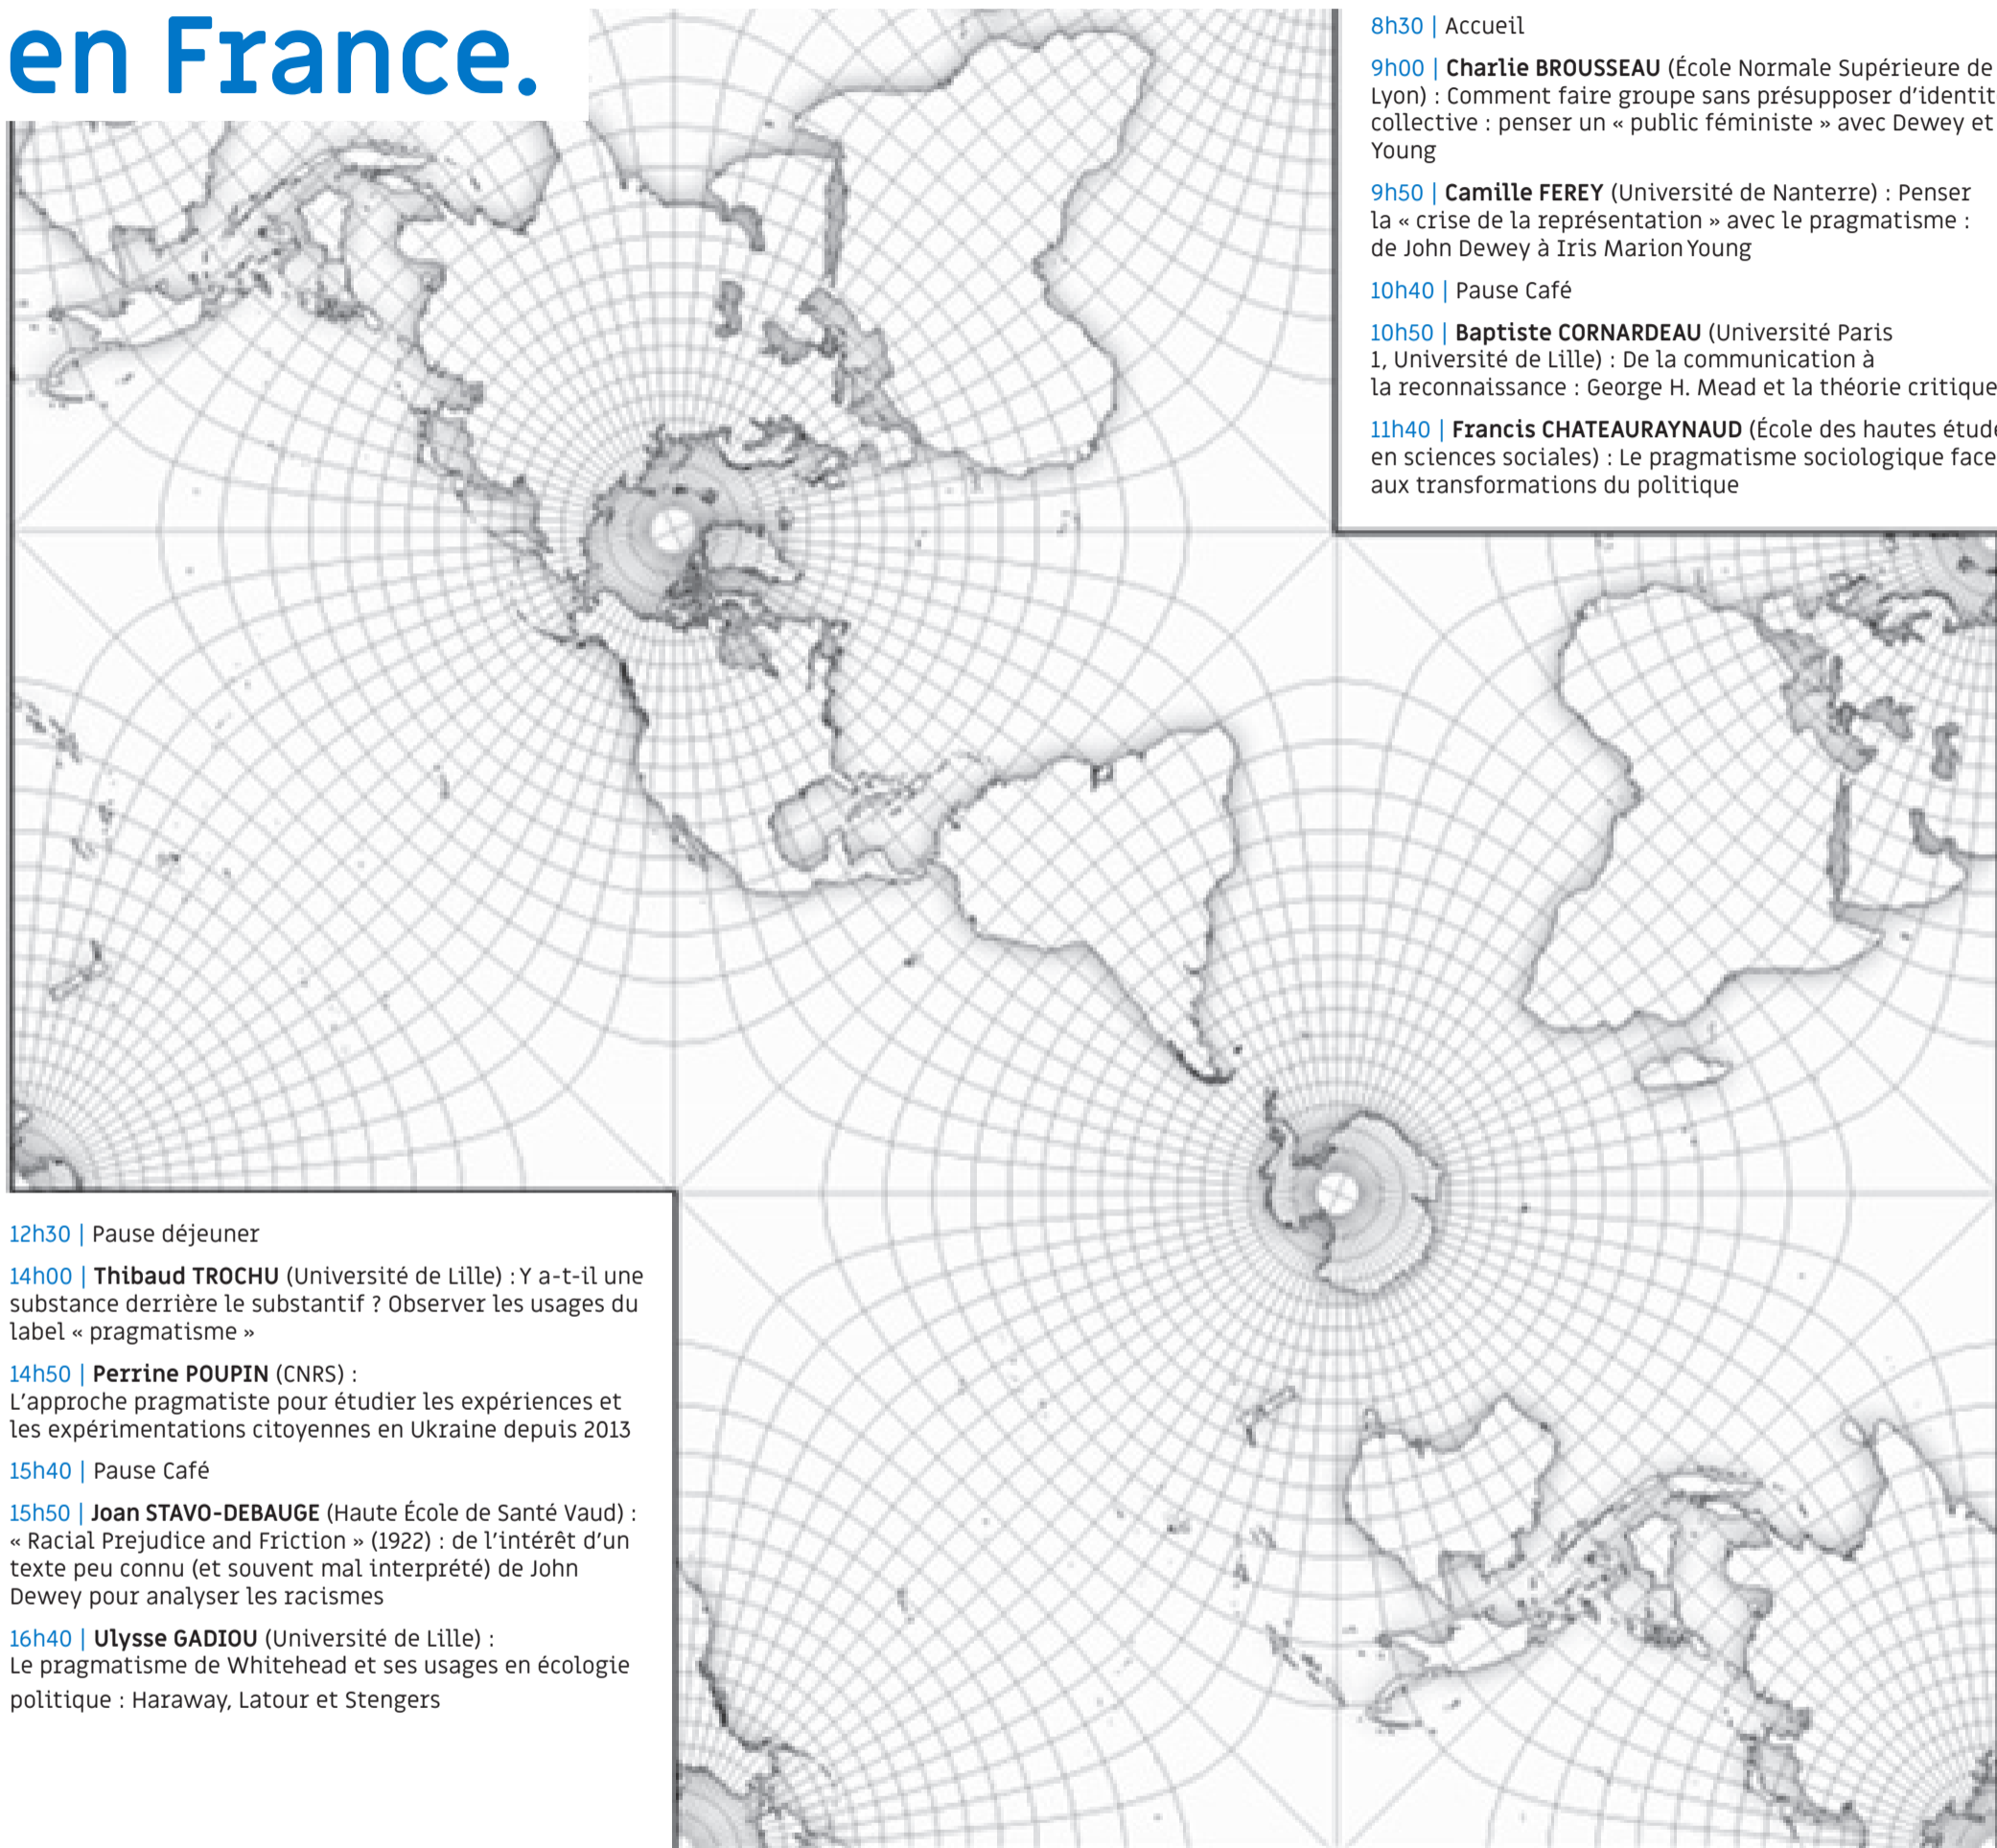 en France.
8h30 | Accueil
9h00 | Charlie BROUSSEAU (École Normale Supérieure de
Lyon) : Comment faire groupe sans présupposer d'identit
collective : penser un « public féministe » avec Dewey et
Young
9h50 | Camille FEREY (Université de Nanterre) : Penser
la « crise de la représentation » avec le pragmatisme :
de John Dewey à Iris Marion Young
10h40 | Pause Café
10h50 | Baptiste CORNARDEAU (Université Paris
1, Université de Lille) : De la communication à
la reconnaissance : George H. Mead et la théorie critique
11h40 | Francis CHATEAURAYNAUD (École des hautes étude
en sciences sociales) : Le pragmatisme sociologique face
aux transformations du politique
12h30 | Pause déjeuner
14h00 | Thibaud TROCHU (Université de Lille) : Y a-t-il une
substance derrière le substantif ? Observer les usages du
label « pragmatisme »
14h50 | Perrine POUPIN (CNRS) :
L'approche pragmatiste pour étudier les expériences et
les expérimentations citoyennes en Ukraine depuis 2013
15h40 | Pause Café
15h50 | Joan STAVO-DEBAUGE (Haute École de Santé Vaud) :
« Racial Prejudice and Friction » (1922) : de l'intérêt d'un
texte peu connu (et souvent mal interprété) de John
Dewey pour analyser les racismes
16h40 | Ulysse GADIOU (Université de Lille) :
Le pragmatisme de Whitehead et ses usages en écologie
politique : Haraway, Latour et Stengers